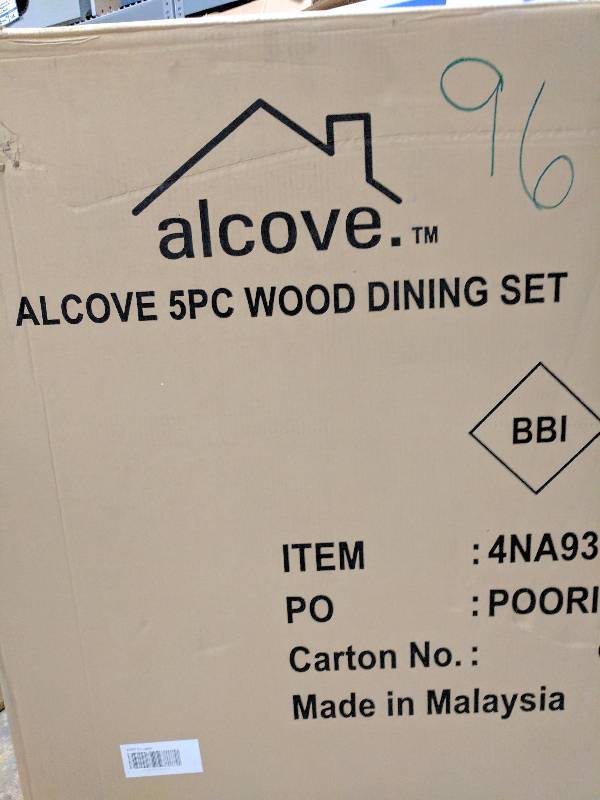 96
alcove.™
ALCOVE 5PC WOOD DINING SET
BBI
ITEM : 4NA93
PO : POORI
Carton No. :
Made in Malaysia